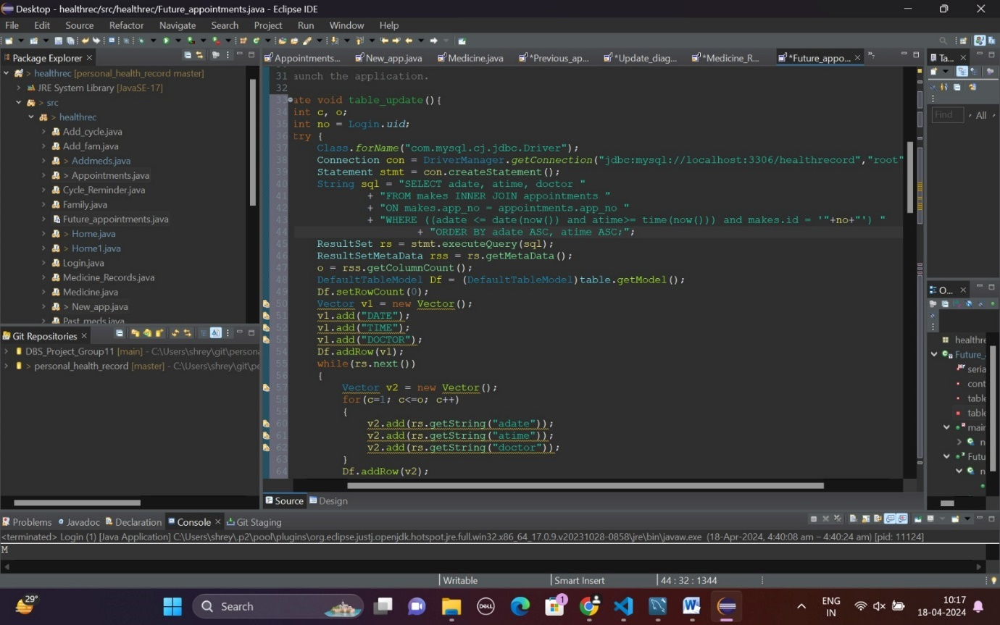 Desktop - healthrec/src/healthrec/Future_appointments.java - Eclipse IDE
File Edit Source Refactor Navigate Search Project Run Window Help
Package Explorer
Appointments... New_app.java Medicine.java *Previous_ap... *Update_diag... *Medicine_R... *Future_appo... Ta...
> healthrec [personal_health_record master]
JRE System Library [JavaSE-17]
> src
> healthrec
Add_cycle.java
Add_fam.java
> Addmeds.java
> Appointments.java
Cycle_Reminder.java
Family.java
Future_appointments.java
> Home.java
> Home1.java
Login.java
Medicine_Records.java
Medicine.java
> New_app.java
Past_meds.java
Git Repositories
DBS_Project_Group11 [main] - C:\Users\shrey\git\persona
> personal_health_record [master] - C:\Users\shrey\git\pe
31 aunch the application.
32
33 ate void table_update(){
34 int c, o;
35 int no = Login.uid;
36 try {
37 Class.forName("com.mysql.cj.jdbc.Driver");
38 Connection con = DriverManager.getConnection("jdbc:mysql://localhost:3306/healthrecord","root"
39 Statement stmt = con.createStatement();
40 String sql = "SELECT adate, atime, doctor "
41 + "FROM makes INNER JOIN appointments "
42 + "ON makes.app_no = appointments.app_no "
43 + "WHERE ((adate <= date(now()) and atime>= time(now())) and makes.id = '"+no+"') "
44 + "ORDER BY adate ASC, atime ASC;";
45 ResultSet rs = stmt.executeQuery(sql);
46 ResultSetMetaData rss = rs.getMetaData();
47 o = rss.getColumnCount();
48 DefaultTableModel Df = (DefaultTableModel)table.getModel();
49 Df.setRowCount(0);
50 Vector v1 = new Vector();
51 v1.add("DATE");
52 v1.add("TIME");
53 v1.add("DOCTOR");
54 Df.addRow(v1);
55 while(rs.next())
56 {
57 Vector v2 = new Vector();
58 for(c=1; c<=o; c++)
59 {
60 v2.add(rs.getString("adate"));
61 v2.add(rs.getString("atime"));
62 v2.add(rs.getString("doctor"));
63 }
64 Df.addRow(v2);
Source Design
Find All
O...
healthre
Future_
seria
cont
table
table
main
n
Futu
n
Problems Javadoc Declaration Console Git Staging
<terminated> Login (1) [Java Application] C:\Users\shrey\.p2\pool\plugins\org.eclipse.justj.openjdk.hotspot.jre.full.win32.x86_64_17.0.9.v20231028-0858\jre\bin\javaw.exe (18-Apr-2024, 4:40:08 am – 4:40:24 am) [pid: 11124]
M
Writable Smart Insert 44 : 32 : 1344
29°
Search
DELL
1
ENG
IN
10:17
18-04-2024